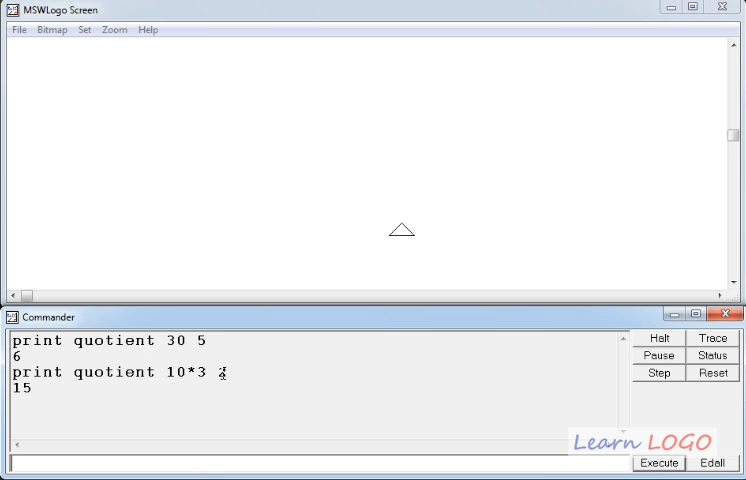 MSWLogo Screen
File Bitmap Set Zoom Help
Commander
print quotient 30 5
6
print quotient 10*3 2
15
Halt Trace
Pause Status
Step Reset
Learn LOGO
Execute Edall